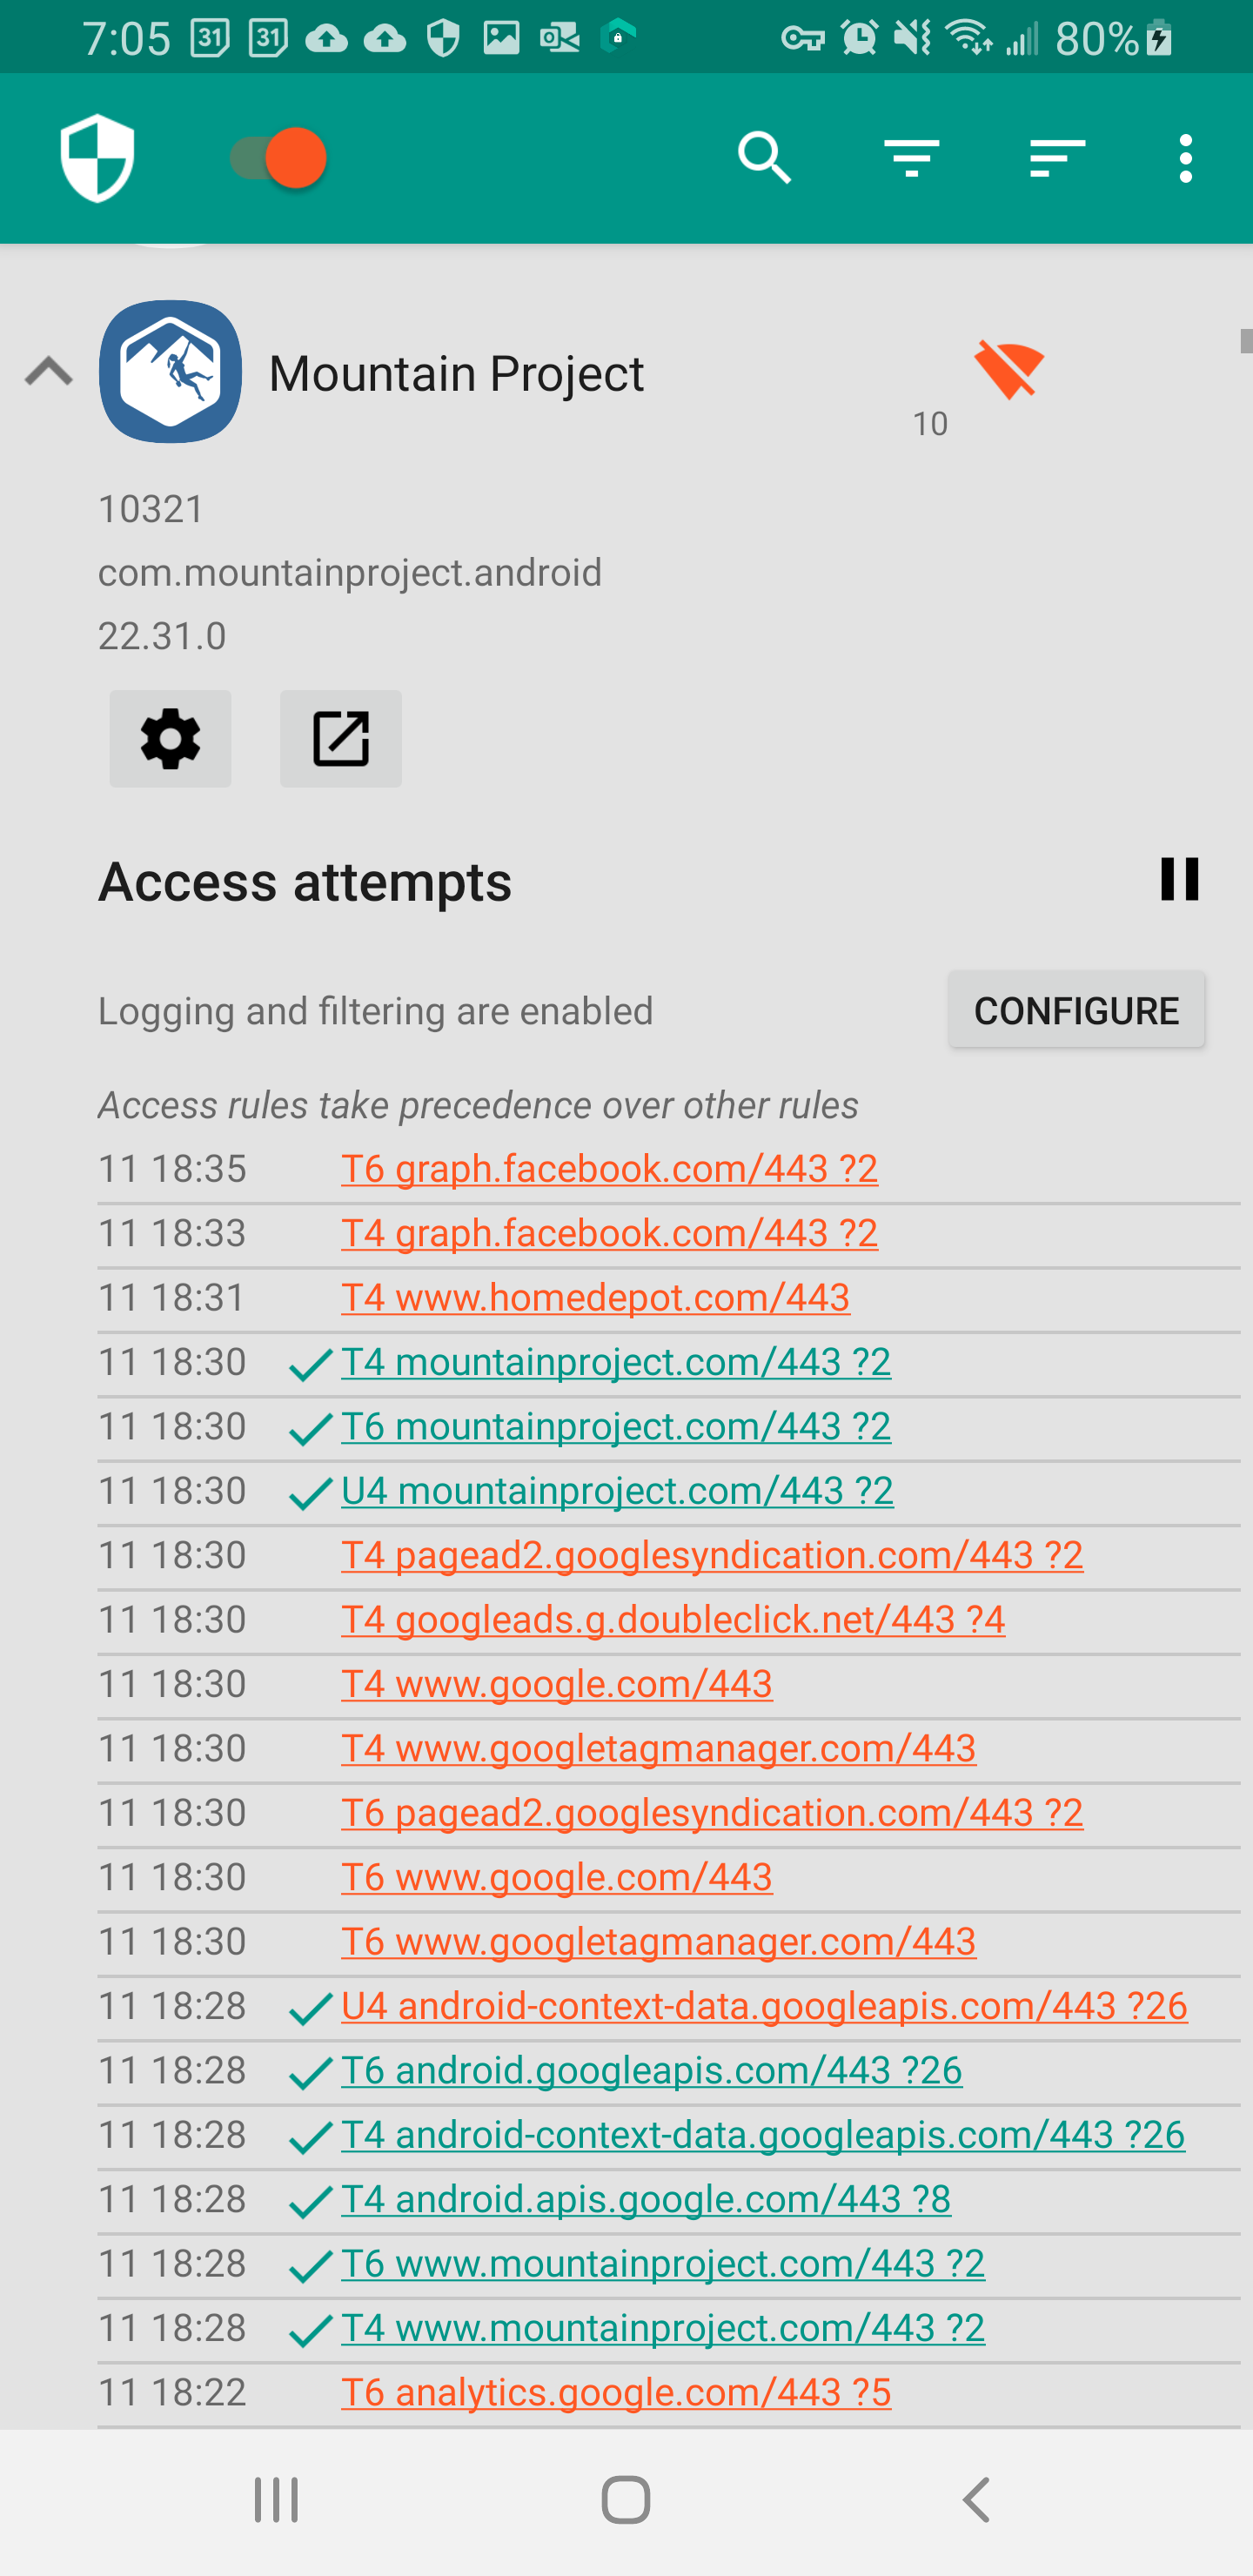 7:05 31 31 80%
Mountain Project
10
10321
com.mountainproject.android
22.31.0
Access attempts
Logging and filtering are enabled CONFIGURE
Access rules take precedence over other rules
11 18:35 T6 graph.facebook.com/443 ?2
11 18:33 T4 graph.facebook.com/443 ?2
11 18:31 T4 www.homedepot.com/443
11 18:30 T4 mountainproject.com/443 ?2
11 18:30 T6 mountainproject.com/443 ?2
11 18:30 U4 mountainproject.com/443 ?2
11 18:30 T4 pagead2.googlesyndication.com/443 ?2
11 18:30 T4 googleads.g.doubleclick.net/443 ?4
11 18:30 T4 www.google.com/443
11 18:30 T4 www.googletagmanager.com/443
11 18:30 T6 pagead2.googlesyndication.com/443 ?2
11 18:30 T6 www.google.com/443
11 18:30 T6 www.googletagmanager.com/443
11 18:28 U4 android-context-data.googleapis.com/443 ?26
11 18:28 T6 android.googleapis.com/443 ?26
11 18:28 T4 android-context-data.googleapis.com/443 ?26
11 18:28 T4 android.apis.google.com/443 ?8
11 18:28 T6 www.mountainproject.com/443 ?2
11 18:28 T4 www.mountainproject.com/443 ?2
11 18:22 T6 analytics.google.com/443 ?5